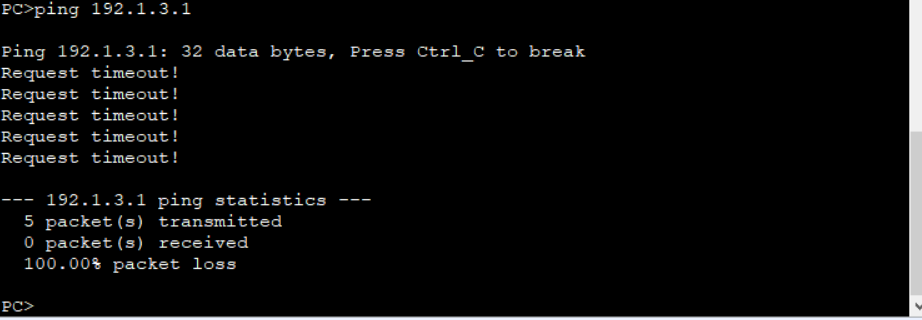 PC>ping 192.1.3.1
Ping 192.1.3.1: 32 data bytes, Press Ctrl_C to break
Request timeout!
Request timeout!
Request timeout!
Request timeout!
Request timeout!
--- 192.1.3.1 ping statistics ---
5 packet(s) transmitted
0 packet(s) received
100.00% packet loss
PC>